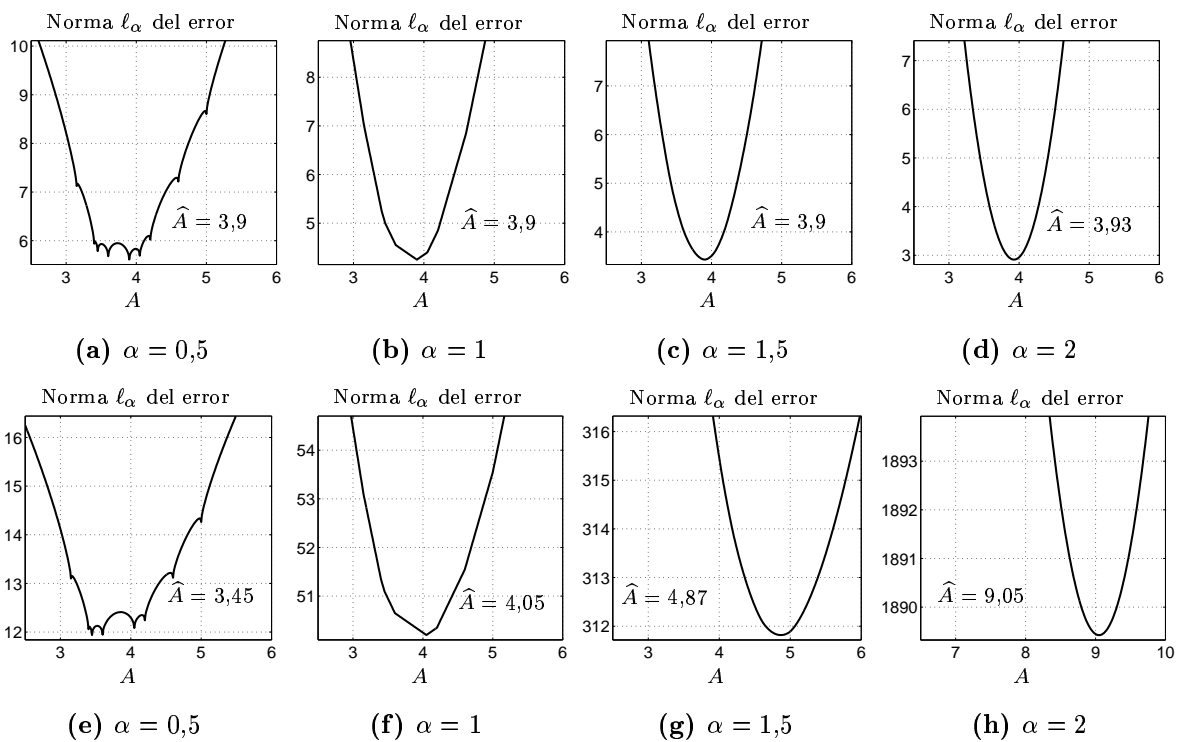 Norma ℓα del error
10
9
8
7
6
3 4 5 6
Â = 3,9
A
(a) α = 0,5
Norma ℓα del error
8
7
6
5
3 4 5 6
Â = 3,9
A
(b) α = 1
Norma ℓα del error
7
6
5
4
3 4 5 6
Â = 3,9
A
(c) α = 1,5
Norma ℓα del error
7
6
5
4
3
3 4 5 6
Â = 3,93
A
(d) α = 2
Norma ℓα del error
16
15
14
13
12
3 4 5 6
Â = 3,45
A
(e) α = 0,5
Norma ℓα del error
54
53
52
51
3 4 5 6
Â = 4,05
A
(f) α = 1
Norma ℓα del error
316
315
314
313
312
3 4 5 6
Â = 4,87
A
(g) α = 1,5
Norma ℓα del error
1893
1892
1891
1890
7 8 9 10
Â = 9,05
A
(h) α = 2